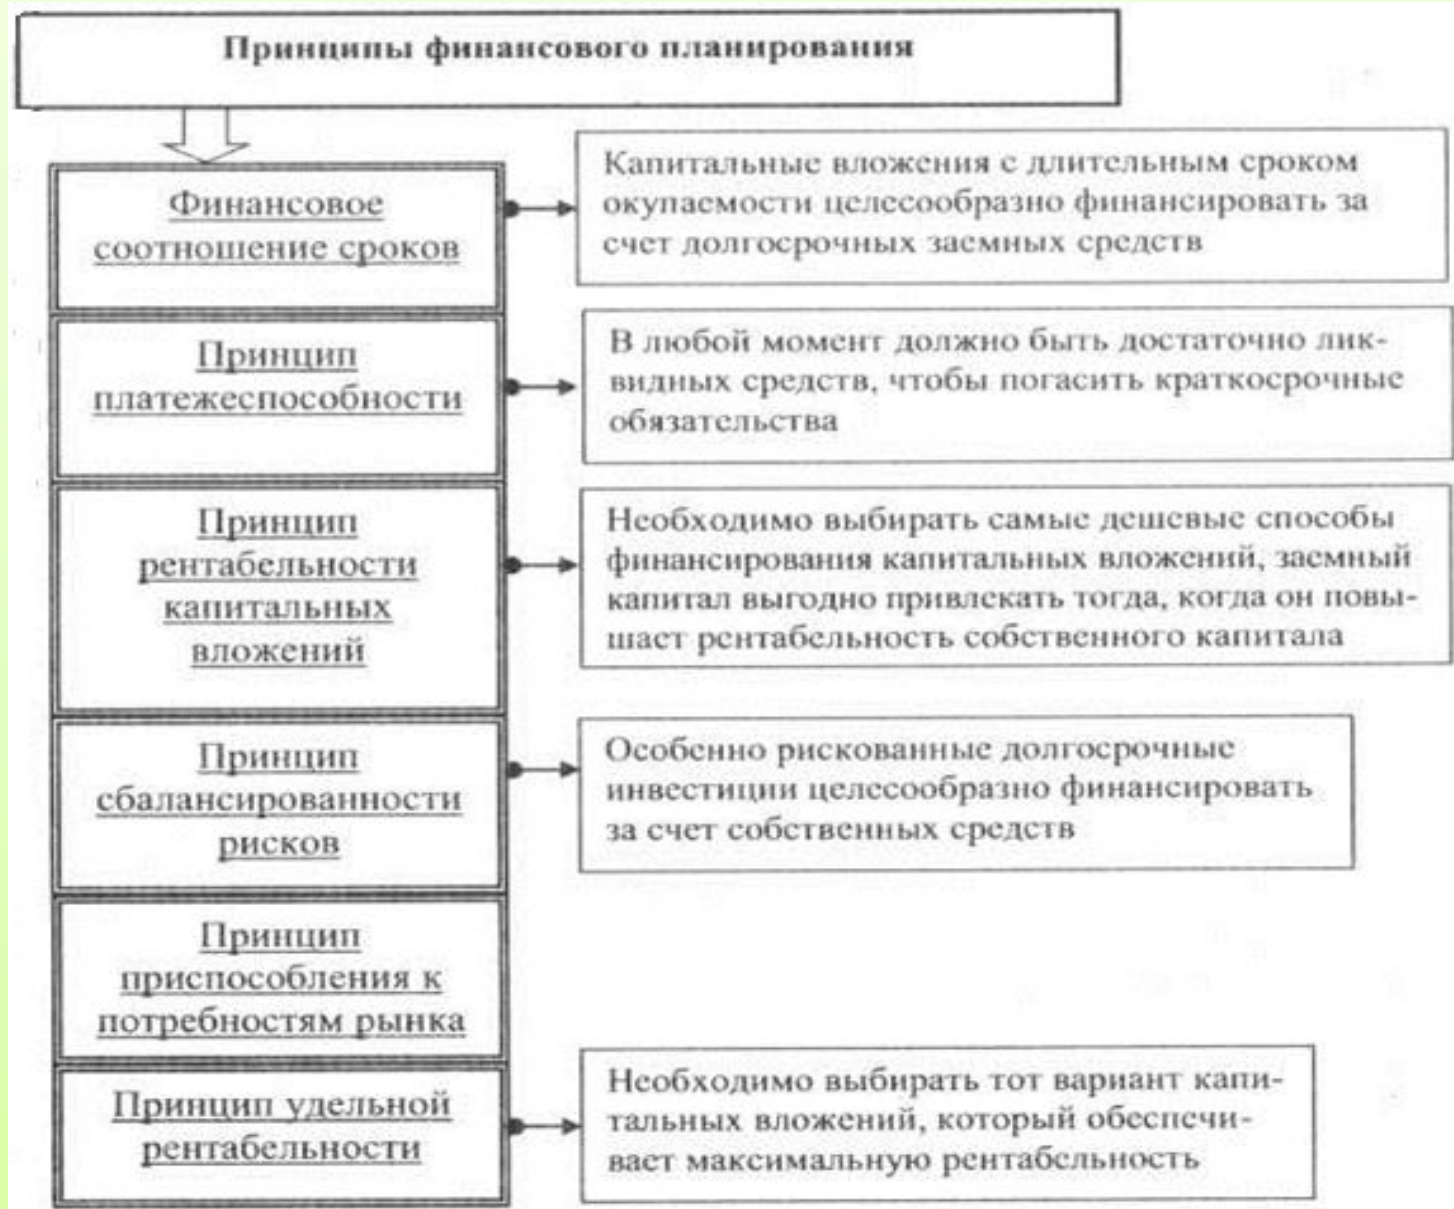 Принципы финансового планирования
Финансовое
соотношение сроков
Капитальные вложения с длительным сроком
окупаемости целесообразно финансировать за
счет долгосрочных заемных средств
Принцип
платежеспособности
В любой момент должно быть достаточно лик-
видных средств, чтобы погасить краткосрочные
обязательства
Принцип
рентабельности
капитальных
вложений
Необходимо выбирать самые дешевые способы
финансирования капитальных вложений, заемный
капитал выгодно привлекать тогда, когда он повы-
шает рентабельность собственного капитала
Принцип
сбалансированности
рисков
Особенно рискованные долгосрочные
инвестиции целесообразно финансировать
за счет собственных средств
Принцип
приспособления к
потребностям рынка
Принцип удельной
рентабельности
Необходимо выбирать тот вариант капи-
тальных вложений, который обеспечи-
вает максимальную рентабельность